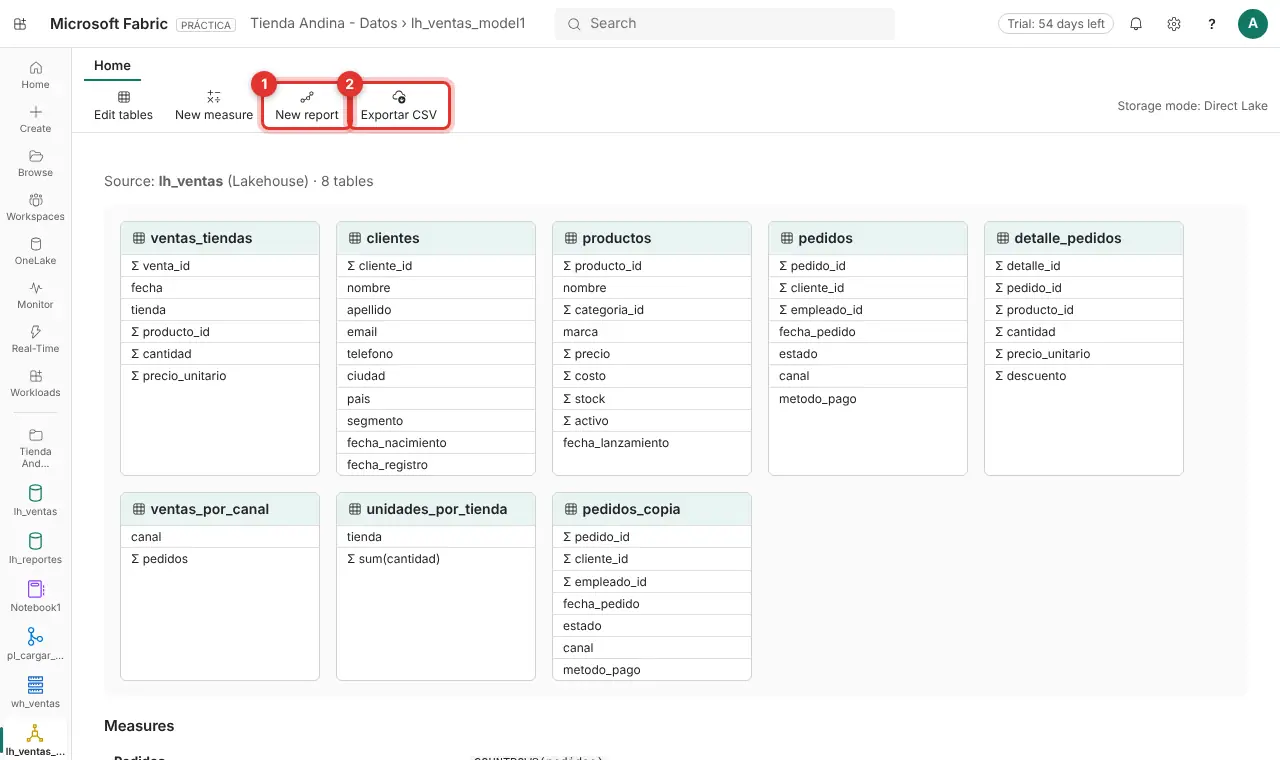 Microsoft Fabric PRÁCTICA Tienda Andina - Datos › lh_ventas_model1 Search Trial: 54 days left ? A
Home
Create
Browse
Workspaces
OneLake
Monitor
Real-Time
Workloads
Tienda
And...
lh_ventas
lh_reportes
Notebook1
pl_cargar_...
wh_ventas
lh_ventas_...
Home
1 2
Edit tables New measure New report Exportar CSV
Storage mode: Direct Lake
Source: lh_ventas (Lakehouse) · 8 tables
ventas_tiendas
Σ venta_id
fecha
tienda
Σ producto_id
Σ cantidad
Σ precio_unitario
clientes
Σ cliente_id
nombre
apellido
email
telefono
ciudad
pais
segmento
fecha_nacimiento
fecha_registro
productos
Σ producto_id
nombre
Σ categoria_id
marca
Σ precio
Σ costo
Σ stock
Σ activo
fecha_lanzamiento
pedidos
Σ pedido_id
Σ cliente_id
Σ empleado_id
fecha_pedido
estado
canal
metodo_pago
detalle_pedidos
Σ detalle_id
Σ pedido_id
Σ producto_id
Σ cantidad
Σ precio_unitario
Σ descuento
ventas_por_canal
canal
Σ pedidos
unidades_por_tienda
tienda
Σ sum(cantidad)
pedidos_copia
Σ pedido_id
Σ cliente_id
Σ empleado_id
fecha_pedido
estado
canal
metodo_pago
Measures
Pedidos